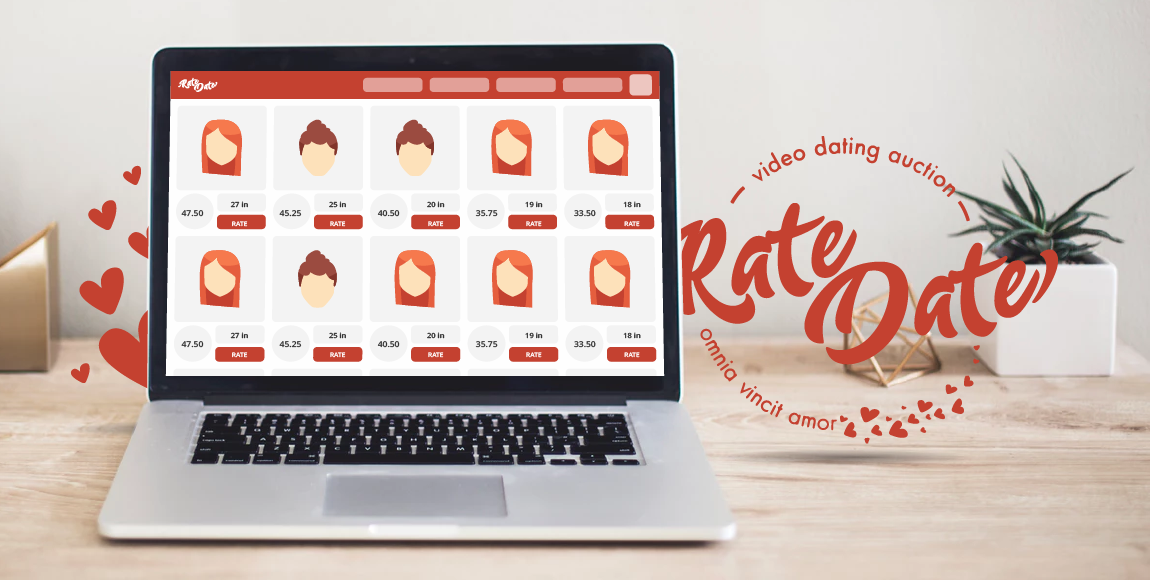 Rate
Date
47.50
27 in
RATE
45.25
25 in
RATE
40.50
20 in
RATE
35.75
19 in
RATE
33.50
18 in
RATE
47.50
27 in
RATE
45.25
25 in
RATE
40.50
20 in
RATE
35.75
19 in
RATE
33.50
18 in
RATE
video dating auction
Rate
Date
omnia vincit amor